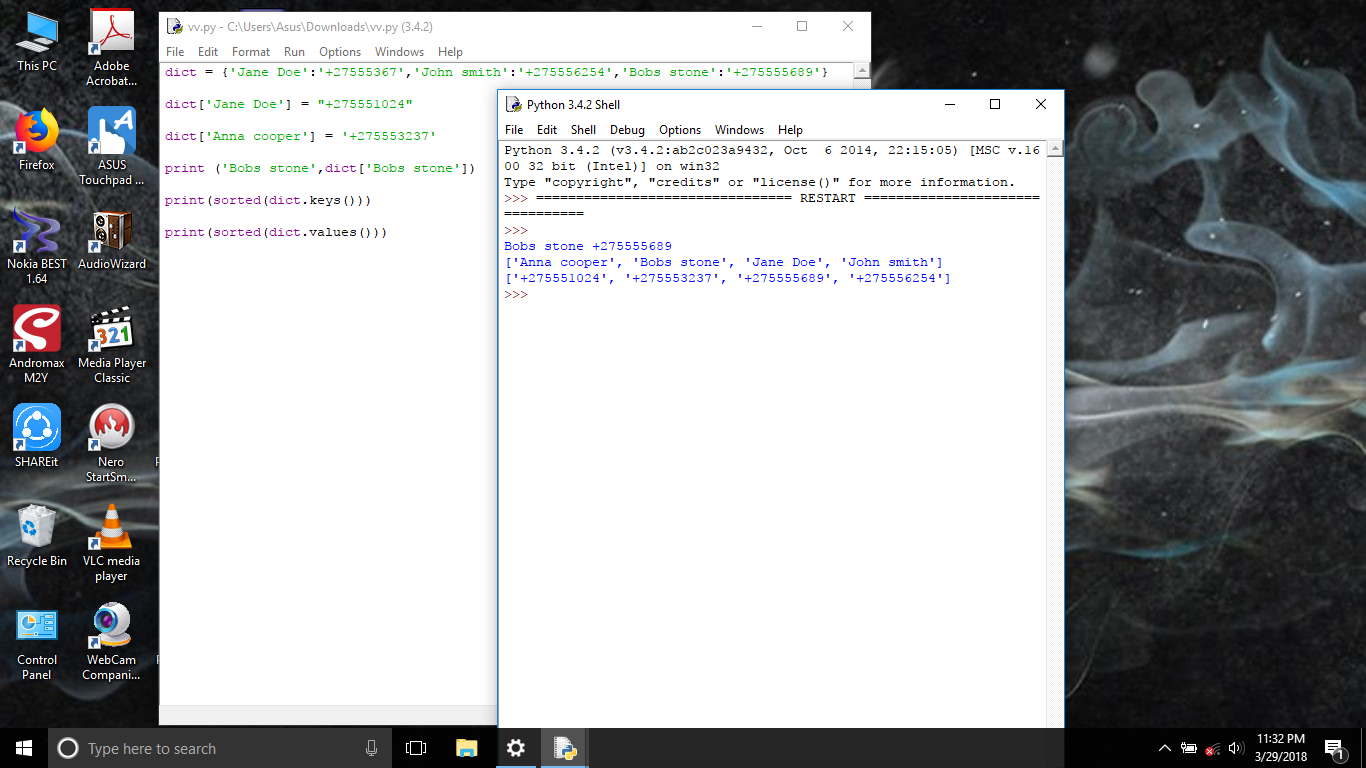 This PC
Adobe
Acrobat...
Firefox
ASUS
Touchpad ...
Nokia BEST
1.64
AudioWizard
Andromax
M2Y
Media Player
Classic
SHAREit
Nero
StartSm...
Recycle Bin
VLC media
player
Control
Panel
WebCam
Compani...
vv.py - C:\Users\Asus\Downloads\vv.py (3.4.2)
File Edit Format Run Options Windows Help
dict = {'Jane Doe':'+27555367','John smith':'+275556254','Bobs stone':'+275555689'}
dict['Jane Doe'] = "+275551024"
dict['Anna cooper'] = '+275553237'
print ('Bobs stone',dict['Bobs stone'])
print(sorted(dict.keys()))
print(sorted(dict.values()))
Python 3.4.2 Shell
File Edit Shell Debug Options Windows Help
Python 3.4.2 (v3.4.2:ab2c023a9432, Oct  6 2014, 22:15:05) [MSC v.16
00 32 bit (Intel)] on win32
Type "copyright", "credits" or "license()" for more information.
>>> ================================ RESTART ======================
==========
>>>
Bobs stone +275555689
['Anna cooper', 'Bobs stone', 'Jane Doe', 'John smith']
['+275551024', '+275553237', '+275555689', '+275556254']
>>>
Type here to search
11:32 PM
3/29/2018
1